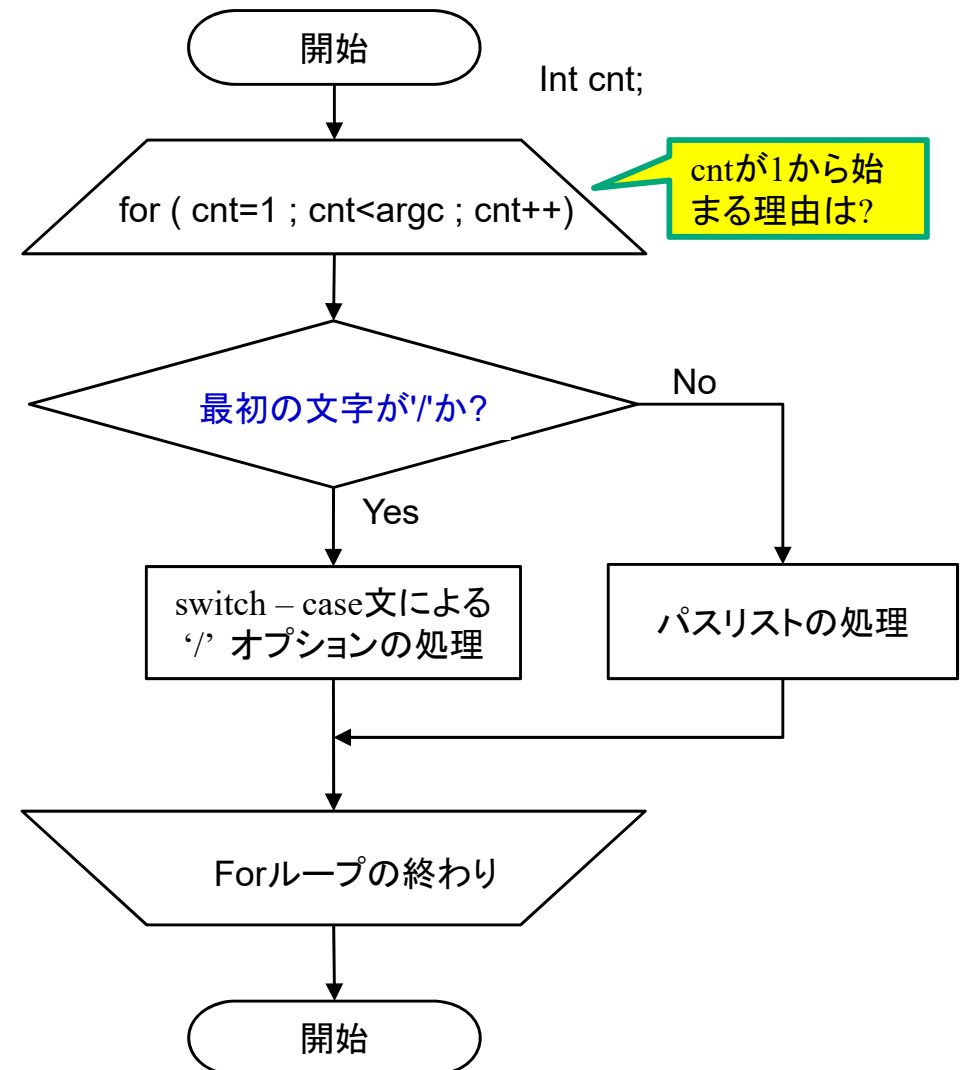 開始
Int cnt;
for ( cnt=1 ; cnt<argc ; cnt++)
cntが1から始
まる理由は?
最初の文字が'/'か?
No
Yes
switch – case文による
‘/’ オプションの処理
パスリストの処理
Forループの終わり
開始